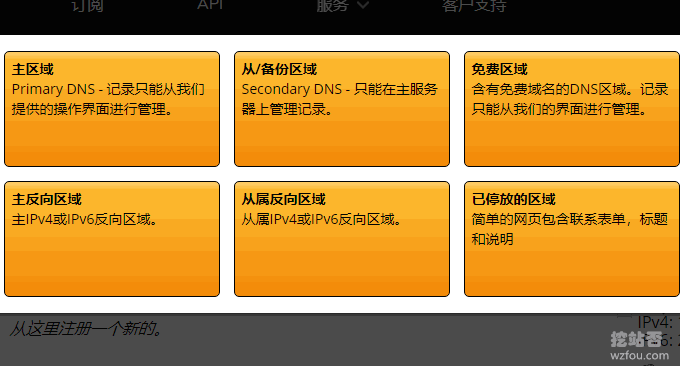 订阅 API 服务 客户支持
主区域
Primary DNS - 记录只能从我们
提供的操作界面进行管理。
从/备份区域
Secondary DNS - 只能在主服务
器上管理记录。
免费区域
含有免费域名的DNS区域。记录
只能从我们的界面进行管理。
主反向区域
主IPv4或IPv6反向区域。
从属反向区域
从属IPv4或IPv6反向区域。
已停放的区域
简单的网页包含联系表单，标题
和说明
从这里注册一个新的。
IPv4:
挖站否
wzfou.com